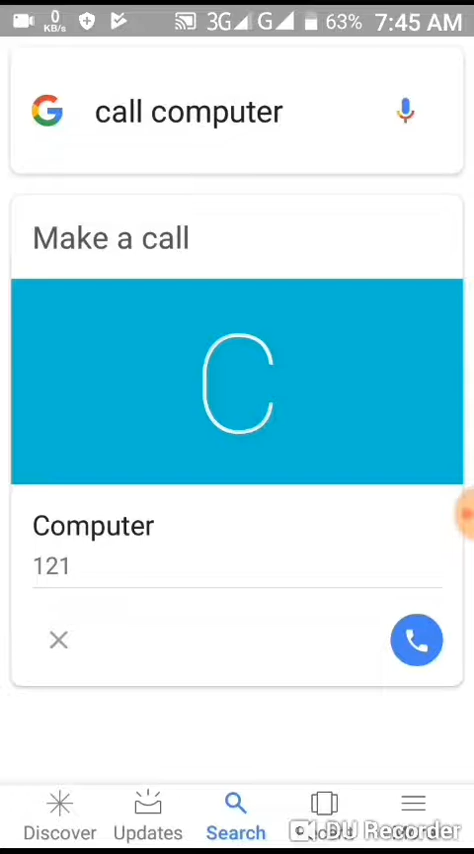 0 KB/s 3G G 63% 7:45 AM
call computer
Make a call
C
Computer
121
Discover Updates Search
DU Recorder